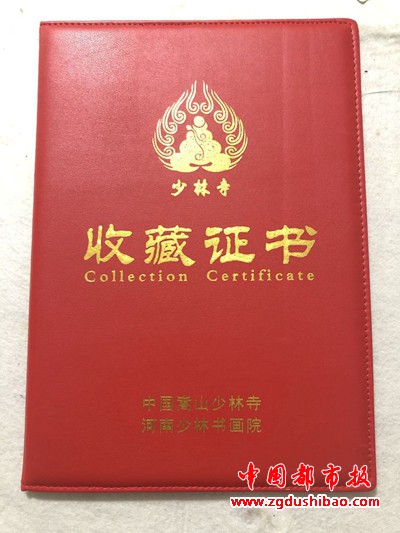 少林寺
收藏证书
Collection Certificate
中国嵩山少林寺
河南少林书画院
中国都市报
www.zgdushibao.com